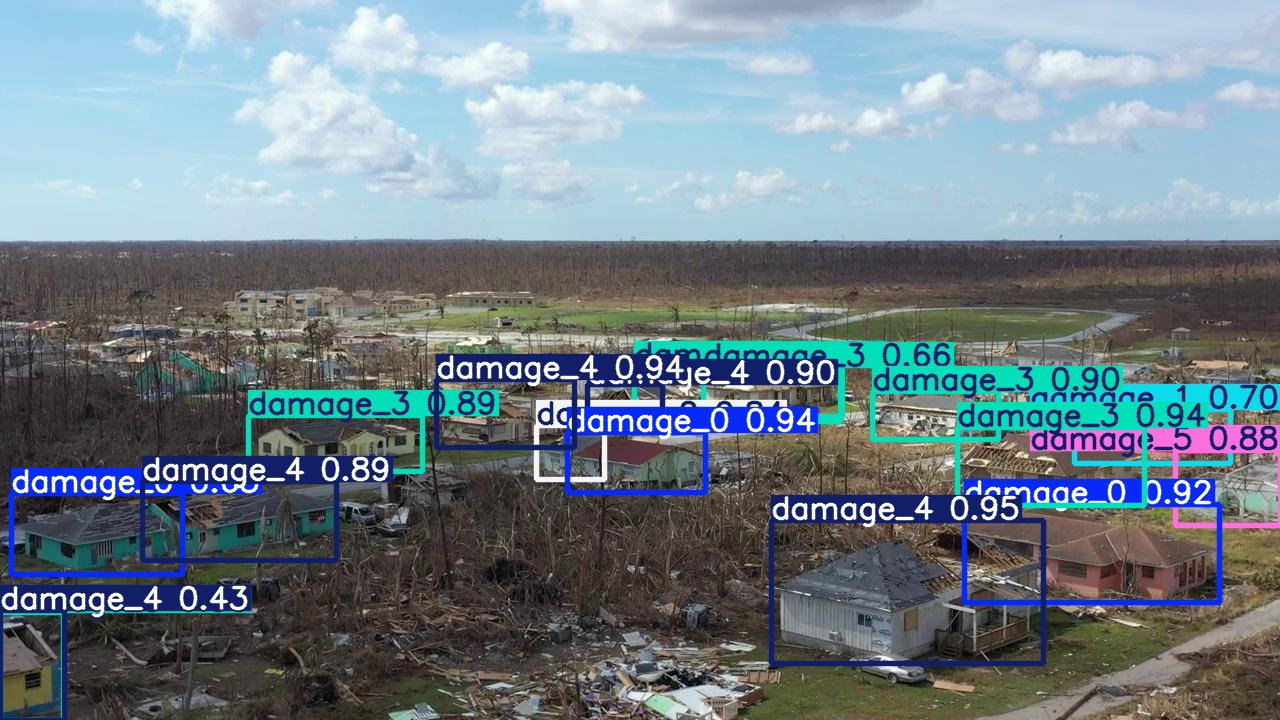 damage_3 0.66
damage_4 0.94
damage_4 0.90
damage_3 0.90
damage_1 0.70
damage_3 0.89
damage_3 0.94
damage_0 0.94
damage_5 0.88
damage_4 0.89
damage_0 0.92
damage_4 0.95
damage_4 0.43